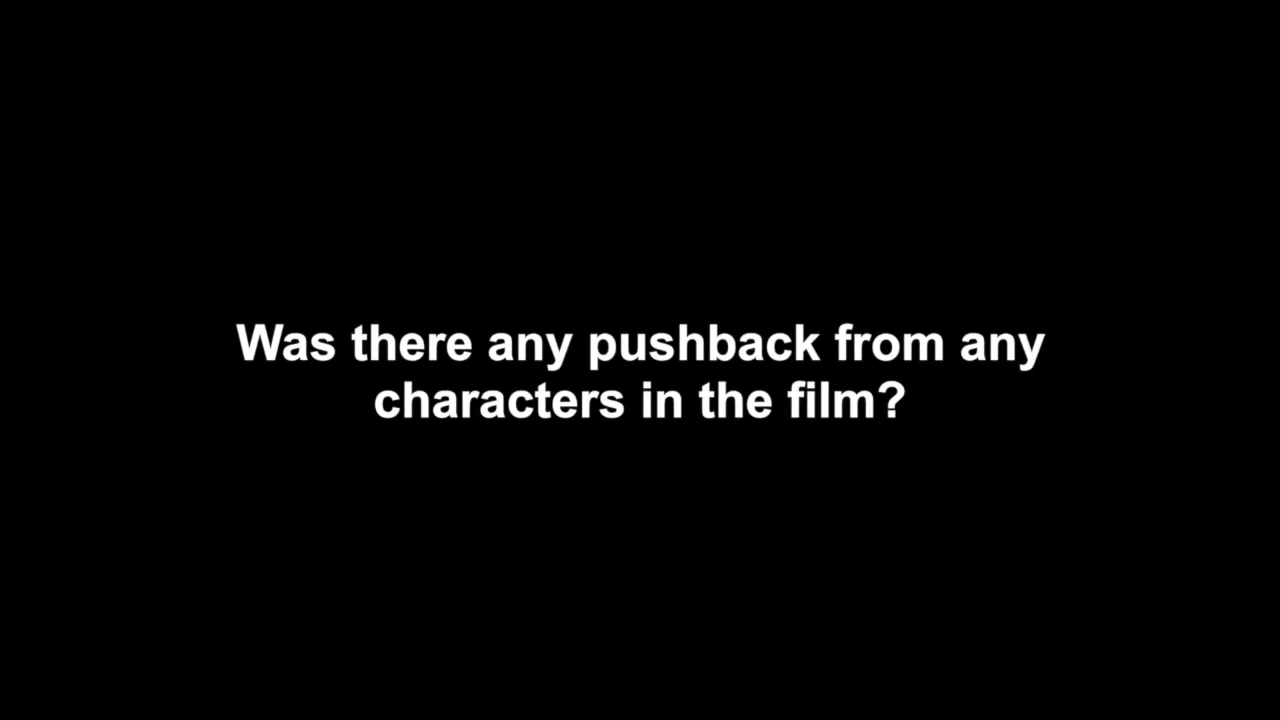 Was there any pushback from any
characters in the film?